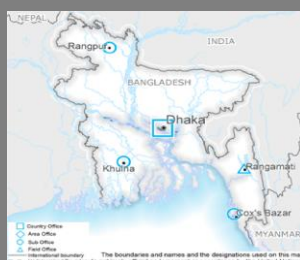 NEPAL
Rangpur
INDIA
BANGLADESH
Dhaka
Khulna
Rangamati
Cox's Bazar
MYANMAR
Country Office
Area Office
Sub Office
Field Office
International boundary
The boundaries and names and the designations used on this ma